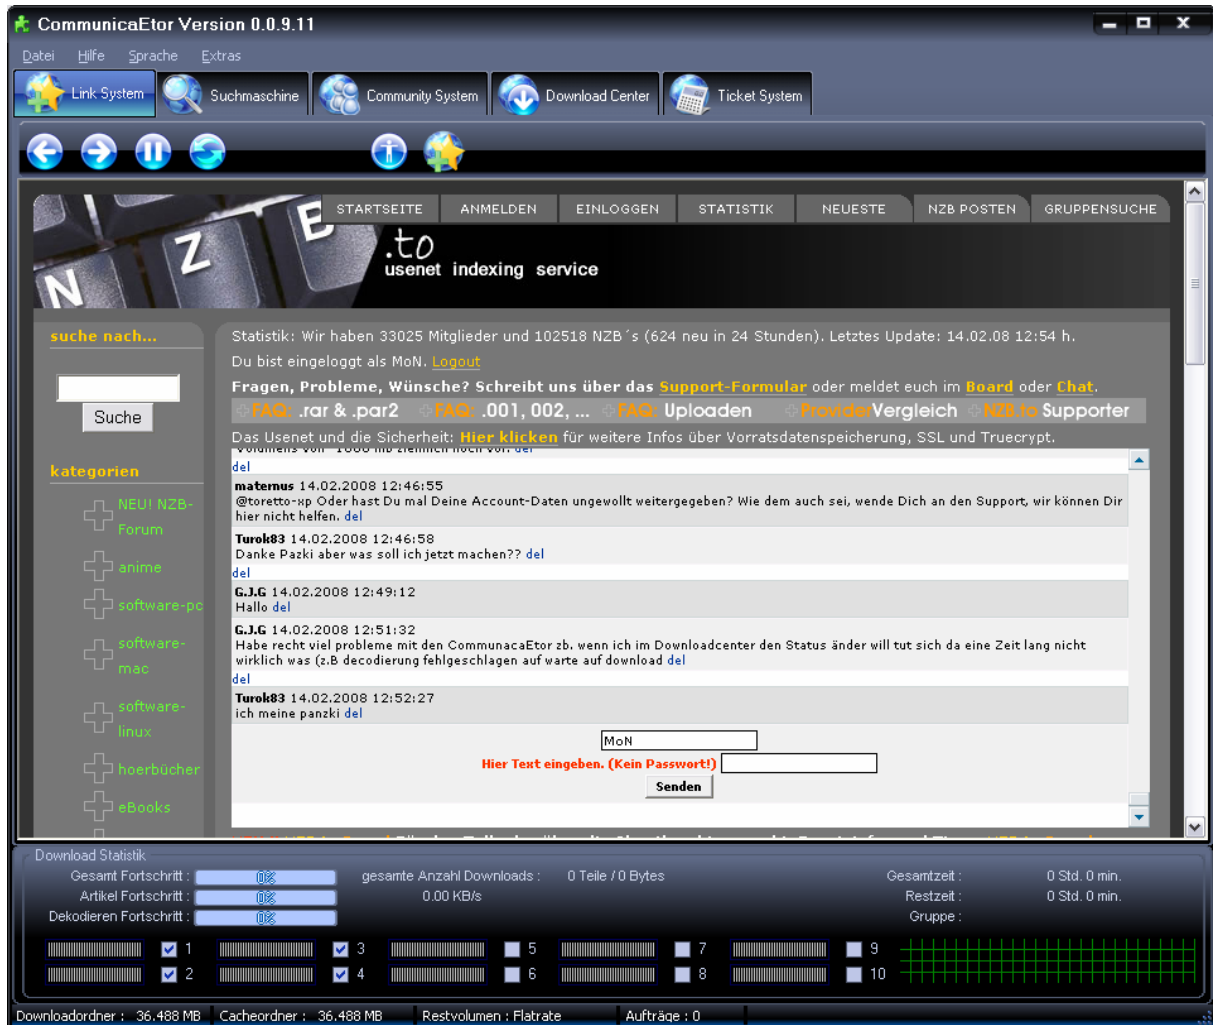 CommunicaEtor Version 0.0.9.11
Datei Hilfe Sprache Extras
Link System Suchmaschine Community System Download Center Ticket System
STARTSEITE ANMELDEN EINLOGGEN STATISTIK NEUESTE NZB POSTEN GRUPPENSUCHE
N Z B .to
usenet indexing service
suche nach...
Suche
kategorien
NEU! NZB-
Forum
anime
software-pc
software-
mac
software-
linux
hoerbücher
eBooks
Statistik: Wir haben 33025 Mitglieder und 102518 NZB´s (624 neu in 24 Stunden). Letztes Update: 14.02.08 12:54 h.
Du bist eingeloggt als MoN. Logout
Fragen, Probleme, Wünsche? Schreibt uns über das Support-Formular oder meldet euch im Board oder Chat.
FAQ: .rar & .par2 FAQ: .001, 002, ... FAQ: Uploaden ProviderVergleich NZB.to Supporter
Das Usenet und die Sicherheit: Hier klicken für weitere Infos über Vorratsdatenspeicherung, SSL und Truecrypt.
del
maternus 14.02.2008 12:46:55
@toretto-xp Oder hast Du mal Deine Account-Daten ungewollt weitergegeben? Wie dem auch sei, wende Dich an den Support, wir können Dir
hier nicht helfen. del
Turok83 14.02.2008 12:46:58
Danke Pazki aber was soll ich jetzt machen?? del
del
G.J.G 14.02.2008 12:49:12
Hallo del
G.J.G 14.02.2008 12:51:32
Habe recht viel probleme mit den CommunacaEtor zb. wenn ich im Downloadcenter den Status änder will tut sich da eine Zeit lang nicht
wirklich was (z.B decodierung fehlgeschlagen auf warte auf download del
del
Turok83 14.02.2008 12:52:27
ich meine panzki del
MoN
Hier Text eingeben. (Kein Passwort!)
Senden
Download Statistik
Gesamt Fortschritt : 0% gesamte Anzahl Downloads : 0 Teile / 0 Bytes Gesamtzeit : 0 Std. 0 min.
Artikel Fortschritt : 0% 0.00 KB/s Restzeit : 0 Std. 0 min.
Dekodieren Fortschritt : 0% Gruppe :
1 3 5 7 9
2 4 6 8 10
Downloadordner : 36.488 MB Cacheordner : 36.488 MB Restvolumen : Flatrate Aufträge : 0